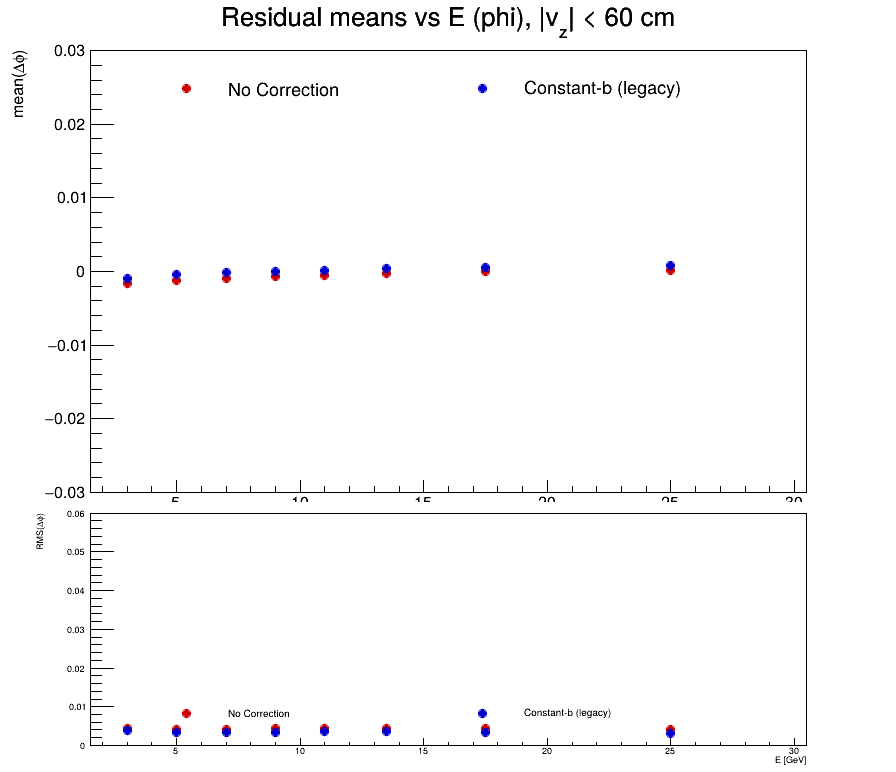 Residual means vs E (phi), |v_z| < 60 cm
mean(Δϕ)
0.03
No Correction
Constant-b (legacy)
0.02
0.01
0
−0.01
−0.02
−0.03
5 10 15 20 25 30
RMS(Δϕ)
0.06
0.05
0.04
0.03
0.02
0.01
No Correction
Constant-b (legacy)
0
5 10 15 20 25 30
E [GeV]